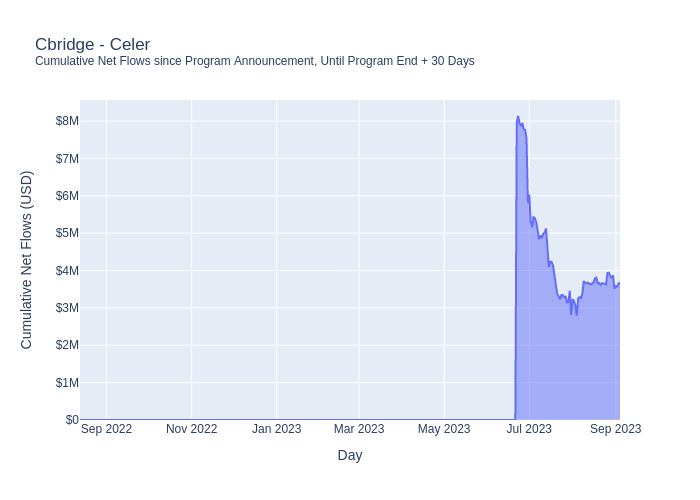 Cbridge - Celer
Cumulative Net Flows since Program Announcement, Until Program End + 30 Days
Cumulative Net Flows (USD)
$8M
$7M
$6M
$5M
$4M
$3M
$2M
$1M
$0
Sep 2022
Nov 2022
Jan 2023
Mar 2023
May 2023
Jul 2023
Sep 2023
Day